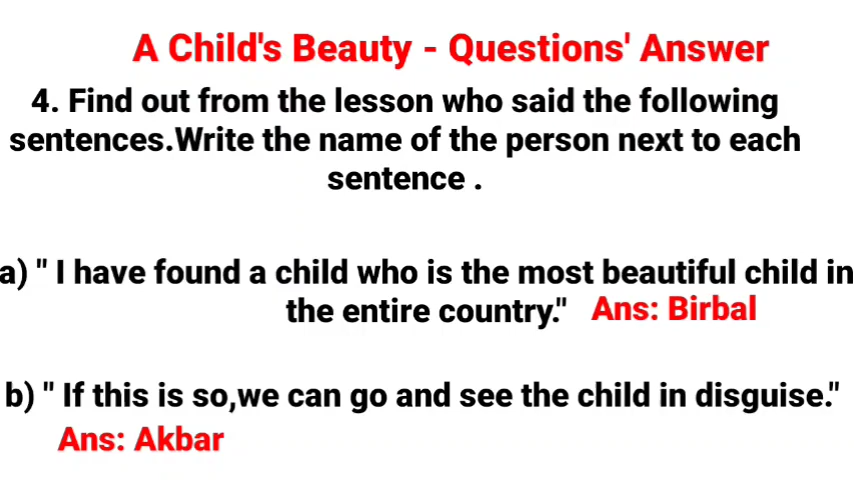 A Child's Beauty - Questions' Answer
4. Find out from the lesson who said the following
sentences.Write the name of the person next to each
sentence .
a) " I have found a child who is the most beautiful child in
the entire country." Ans: Birbal
b) " If this is so,we can go and see the child in disguise."
Ans: Akbar